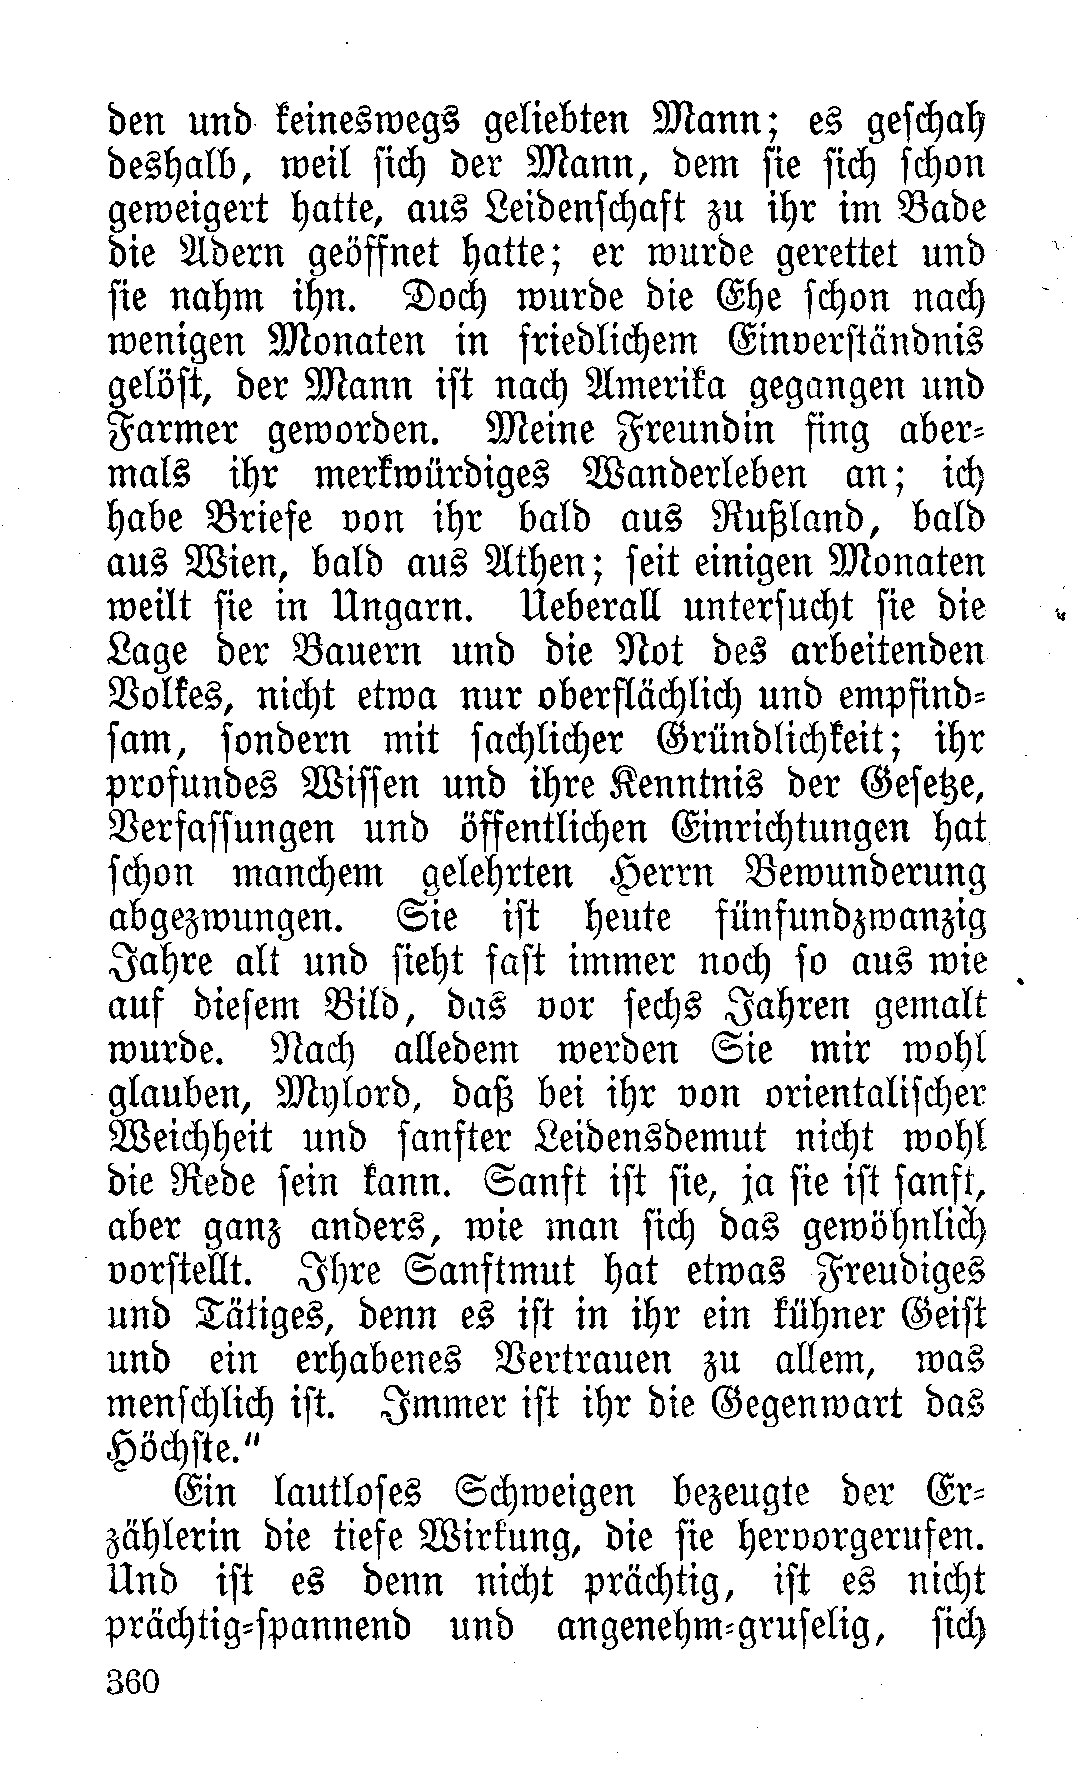 den und keineswegs geliebten Mann; es geschah
deshalb, weil sich der Mann, dem sie sich schon
geweigert hatte, aus Leidenschaft zu ihr im Bade
die Adern geöffnet hatte; er wurde gerettet und
sie nahm ihn. Doch wurde die Ehe schon nach
wenigen Monaten in friedlichem Einverständnis
gelöst, der Mann ist nach Amerika gegangen und
Farmer geworden. Meine Freundin fing aber-
mals ihr merkwürdiges Wanderleben an; ich
habe Briefe von ihr bald aus Rußland, bald
aus Wien, bald aus Athen; seit einigen Monaten
weilt sie in Ungarn. Ueberall untersucht sie die
Lage der Bauern und die Not des arbeitenden
Volkes, nicht etwa nur oberflächlich und empfind-
sam, sondern mit sachlicher Gründlichkeit; ihr
profundes Wissen und ihre Kenntnis der Gesetze,
Verfassungen und öffentlichen Einrichtungen hat
schon manchem gelehrten Herrn Bewunderung
abgezwungen. Sie ist heute fünfundzwanzig
Jahre alt und sieht fast immer noch so aus wie
auf diesem Bild, das vor sechs Jahren gemalt
wurde. Nach alledem werden Sie mir wohl
glauben, Mylord, daß bei ihr von orientalischer
Weichheit und sanfter Leidensdemut nicht wohl
die Rede sein kann. Sanft ist sie, ja sie ist sanft,
aber ganz anders, wie man sich das gewöhnlich
vorstellt. Ihre Sanftmut hat etwas Freudiges
und Tätiges, denn es ist in ihr ein kühner Geist
und ein erhabenes Vertrauen zu allem, was
menschlich ist. Immer ist ihr die Gegenwart das
Höchste."
Ein lautloses Schweigen bezeugte der Er-
zählerin die tiefe Wirkung, die sie hervorgerufen.
Und ist es denn nicht prächtig, ist es nicht
prächtig-spannend und angenehm-gruselig, sich
360